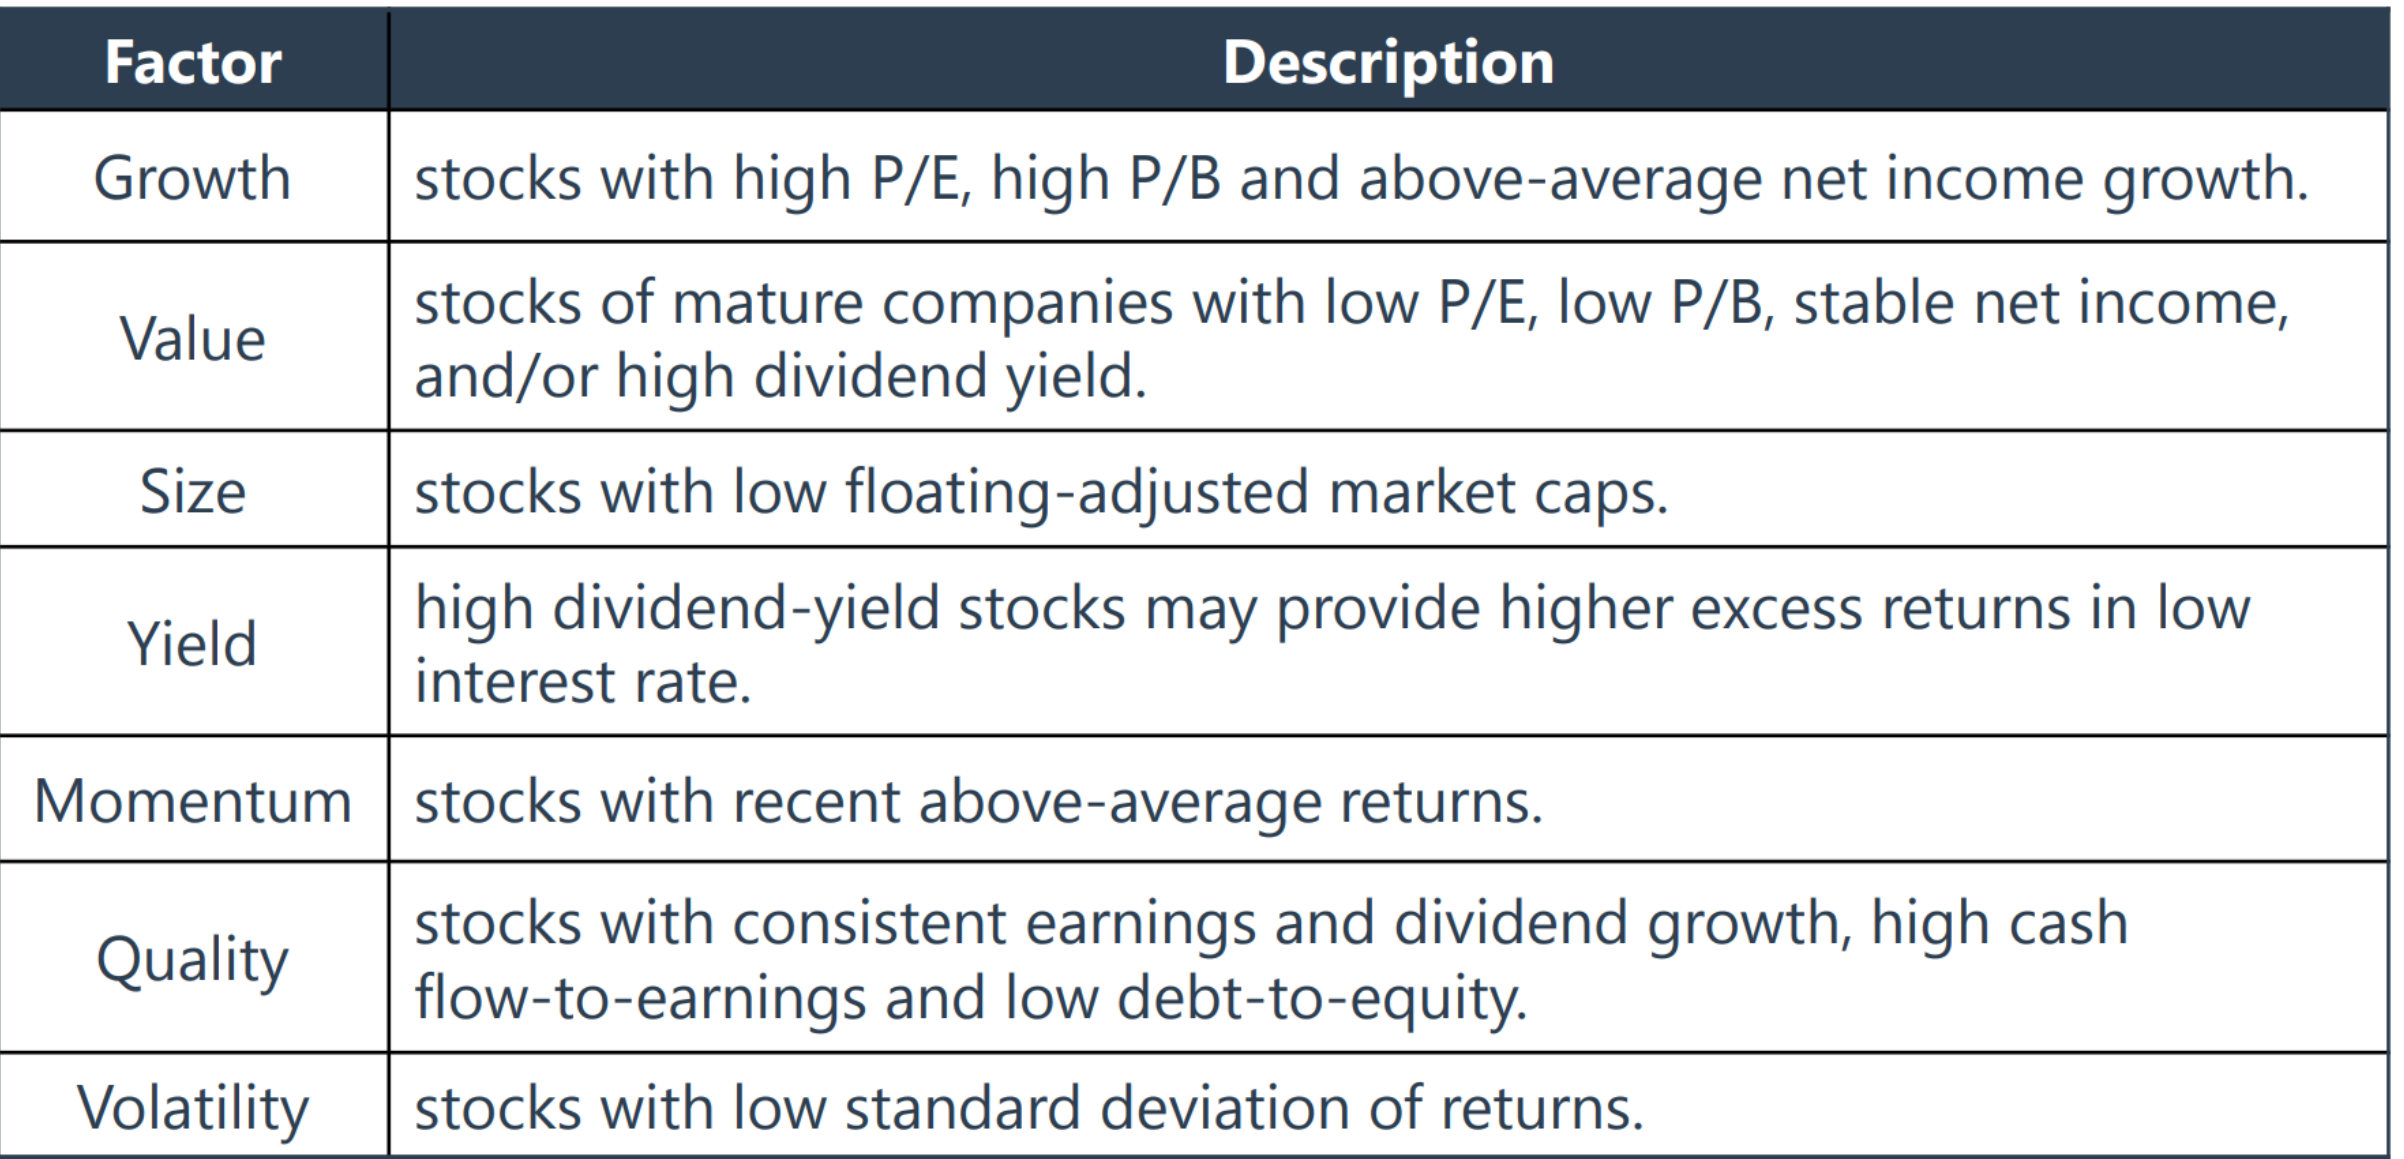 Factor Description
Growth stocks with high P/E, high P/B and above-average net income growth.
Value stocks of mature companies with low P/E, low P/B, stable net income,
and/or high dividend yield.
Size stocks with low floating-adjusted market caps.
Yield high dividend-yield stocks may provide higher excess returns in low
interest rate.
Momentum stocks with recent above-average returns.
Quality stocks with consistent earnings and dividend growth, high cash
flow-to-earnings and low debt-to-equity.
Volatility stocks with low standard deviation of returns.